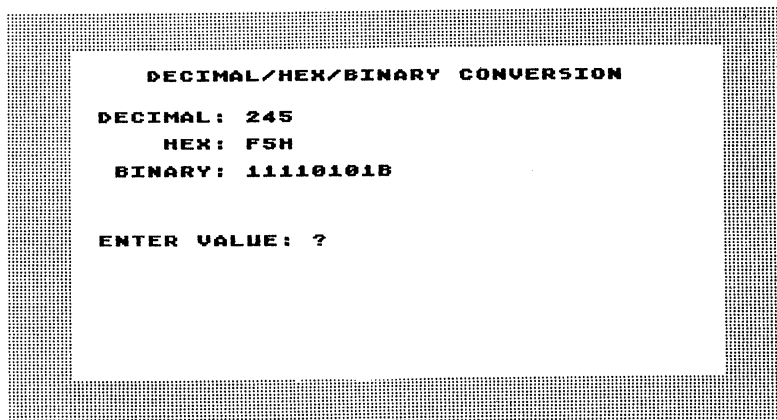 DECIMAL/HEX/BINARY CONVERSION
DECIMAL: 245
HEX: F5H
BINARY: 11110101B
ENTER VALUE: ?